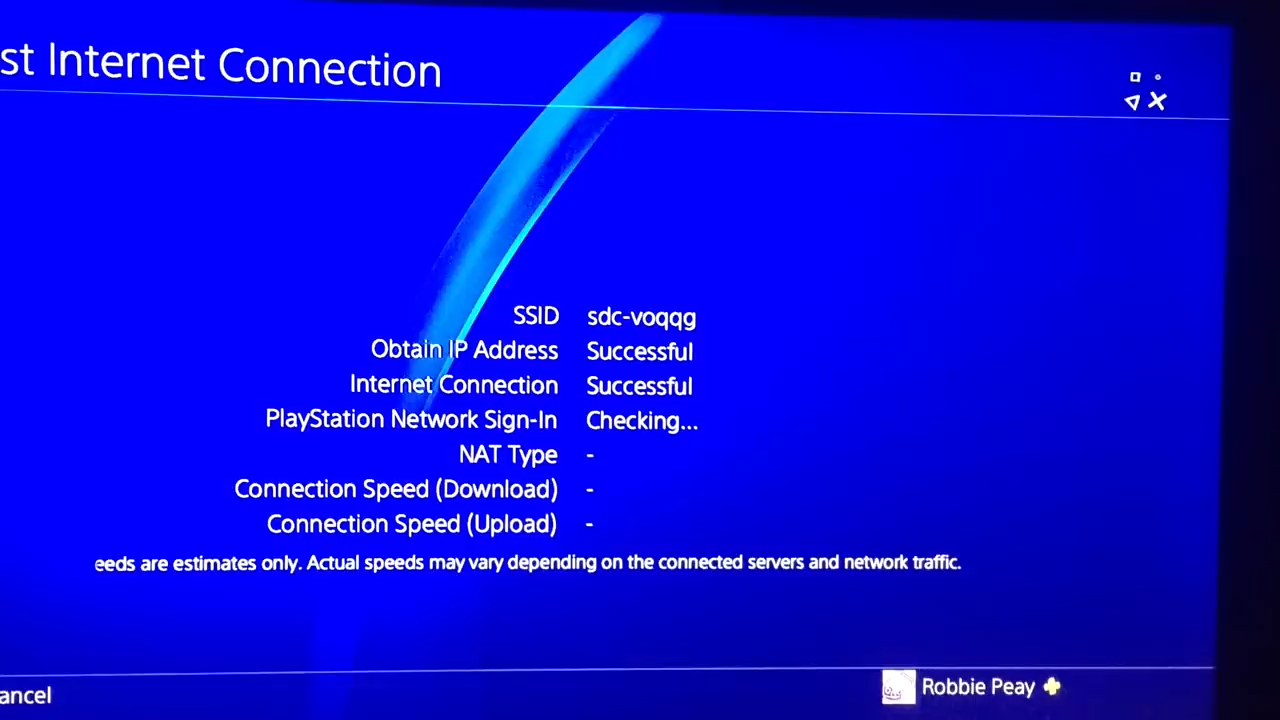 st Internet Connection
SSID sdc-voqqg
Obtain IP Address Successful
Internet Connection Successful
PlayStation Network Sign-In Checking...
NAT Type -
Connection Speed (Download) -
Connection Speed (Upload) -
eeds are estimates only. Actual speeds may vary depending on the connected servers and network traffic.
ancel
Robbie Peay